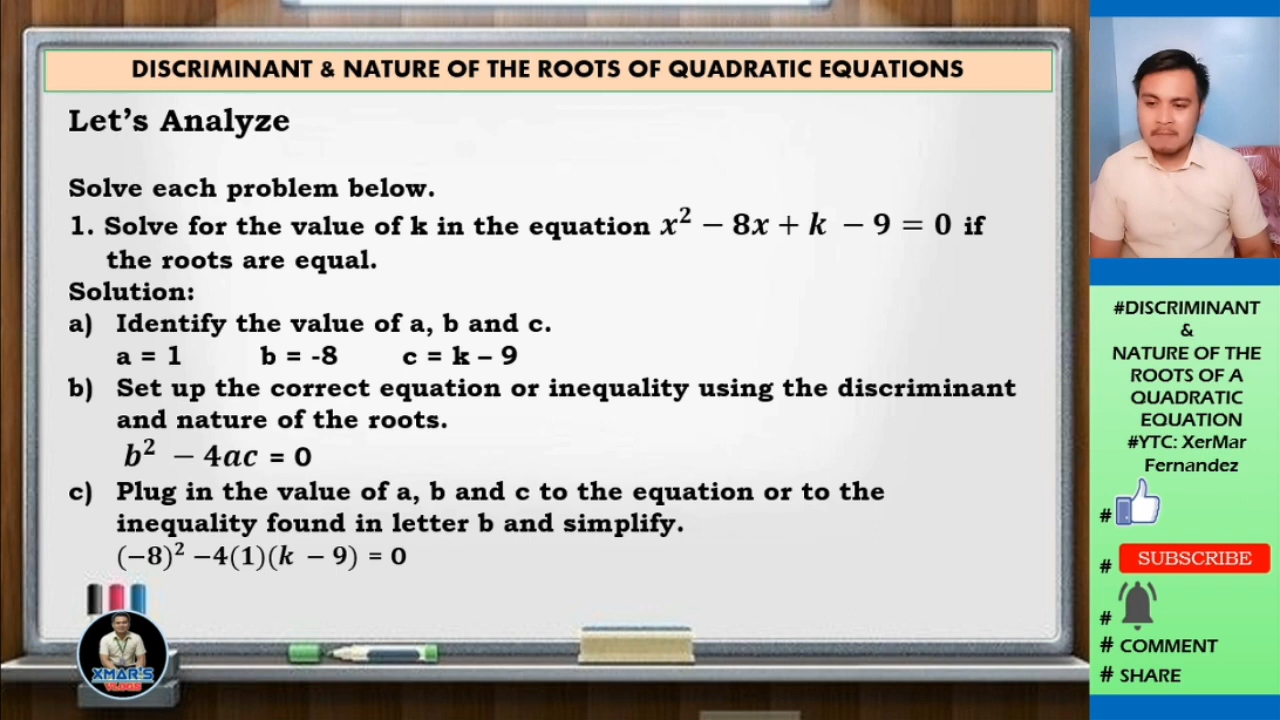 DISCRIMINANT & NATURE OF THE ROOTS OF QUADRATIC EQUATIONS
Let's Analyze
Solve each problem below.
1. Solve for the value of k in the equation x² − 8x + k − 9 = 0 if
the roots are equal.
Solution:
a) Identify the value of a, b and c.
a = 1 b = -8 c = k – 9
b) Set up the correct equation or inequality using the discriminant
and nature of the roots.
b² − 4ac = 0
c) Plug in the value of a, b and c to the equation or to the
inequality found in letter b and simplify.
(−8)² −4(1)(k − 9) = 0
XMAR'S
VLOGS
#DISCRIMINANT
&
NATURE OF THE
ROOTS OF A
QUADRATIC
EQUATION
#YTC: XerMar
Fernandez
#
# SUBSCRIBE
#
# COMMENT
# SHARE